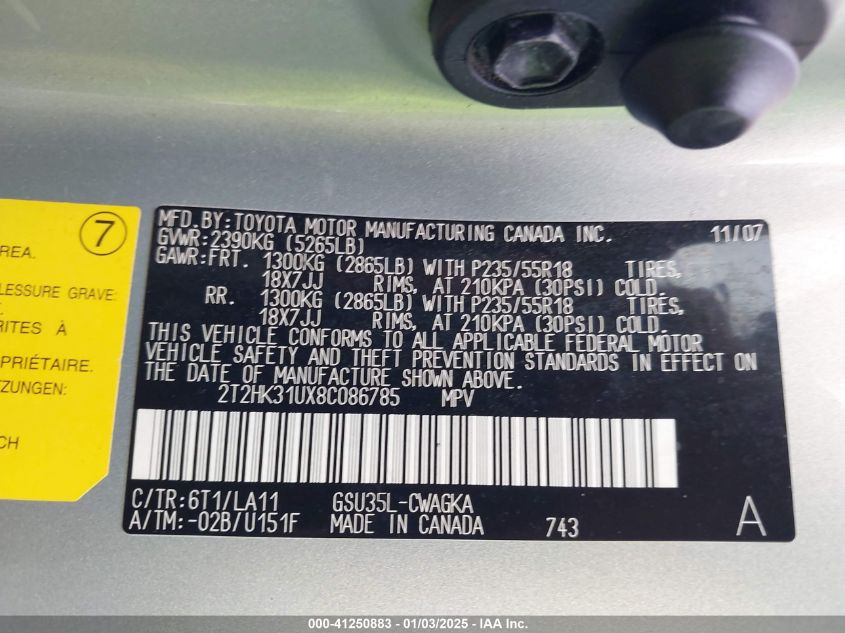 7
REA.
LESSURE GRAVE:
RITES À
PRIÉTAIRE.
TZUNGEN:
CH
MFD. BY: TOYOTA MOTOR MANUFACTURING CANADA INC. 11/07
GVWR: 2390KG (5265LB)
GAWR: FRT. 1300KG (2865LB) WITH P235/55R18 TIRES,
18X7JJ RIMS, AT 210KPA (30PSI) COLD.
RR. 1300KG (2865LB) WITH P235/55R18 TIRES,
18X7JJ RIMS, AT 210KPA (30PSI) COLD.
THIS VEHICLE CONFORMS TO ALL APPLICABLE FEDERAL MOTOR
VEHICLE SAFETY AND THEFT PREVENTION STANDARDS IN EFFECT ON
THE DATE OF MANUFACTURE SHOWN ABOVE.
2T2HK31UX8C086785 MPV
C/TR: 6T1/LA11 GSU35L-CWAGKA
A/TM: -02B/U151F MADE IN CANADA 743 A
000-41250883 - 01/03/2025 - Copyright © 2025 - IAA Inc.